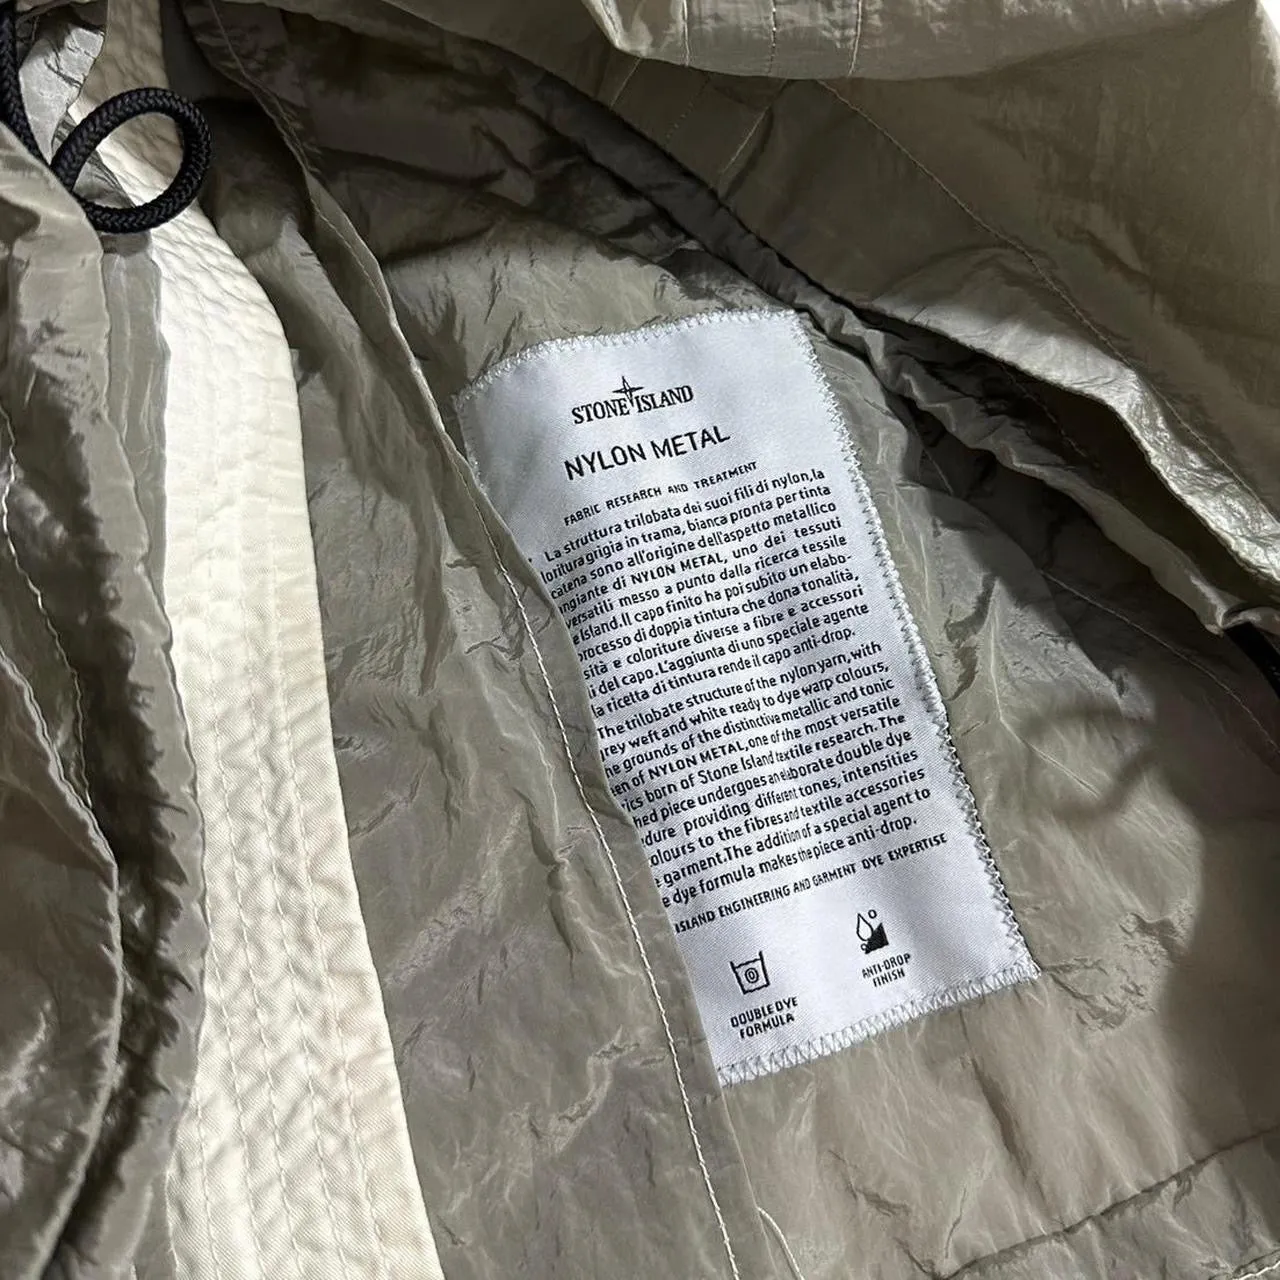 STONE ISLAND
NYLON METAL
FABRIC RESEARCH AND TREATMENT
La struttura trilobata dei suoi fili di nylon, la
loritura grigia in trama, bianca pronta per tinta
catena sono all'origine dell'aspetto metallico
ngiante di NYLON METAL, uno dei tessuti
versatili messo a punto dalla ricerca tessile
e Island. Il capo finito ha poi subito un elabo-
processo di doppia tintura che dona tonalità,
sità e coloriture diverse a fibre e accessori
i del capo. L'aggiunta di uno speciale agente
la ricetta di tintura rende il capo anti-drop.
The trilobate structure of the nylon yarn, with
rey weft and white ready to dye warp colours,
he grounds of the distinctive metallic and tonic
en of NYLON METAL, one of the most versatile
rics born of Stone Island textile research. The
hed piece undergoes an elaborate double dye
dure providing different tones, intensities
olours to the fibres and textile accessories
e garment. The addition of a special agent to
e dye formula makes the piece anti-drop.
ISLAND ENGINEERING AND GARMENT DYE EXPERTISE
DOUBLE DYE
FORMULA
ANTI-DROP
FINISH